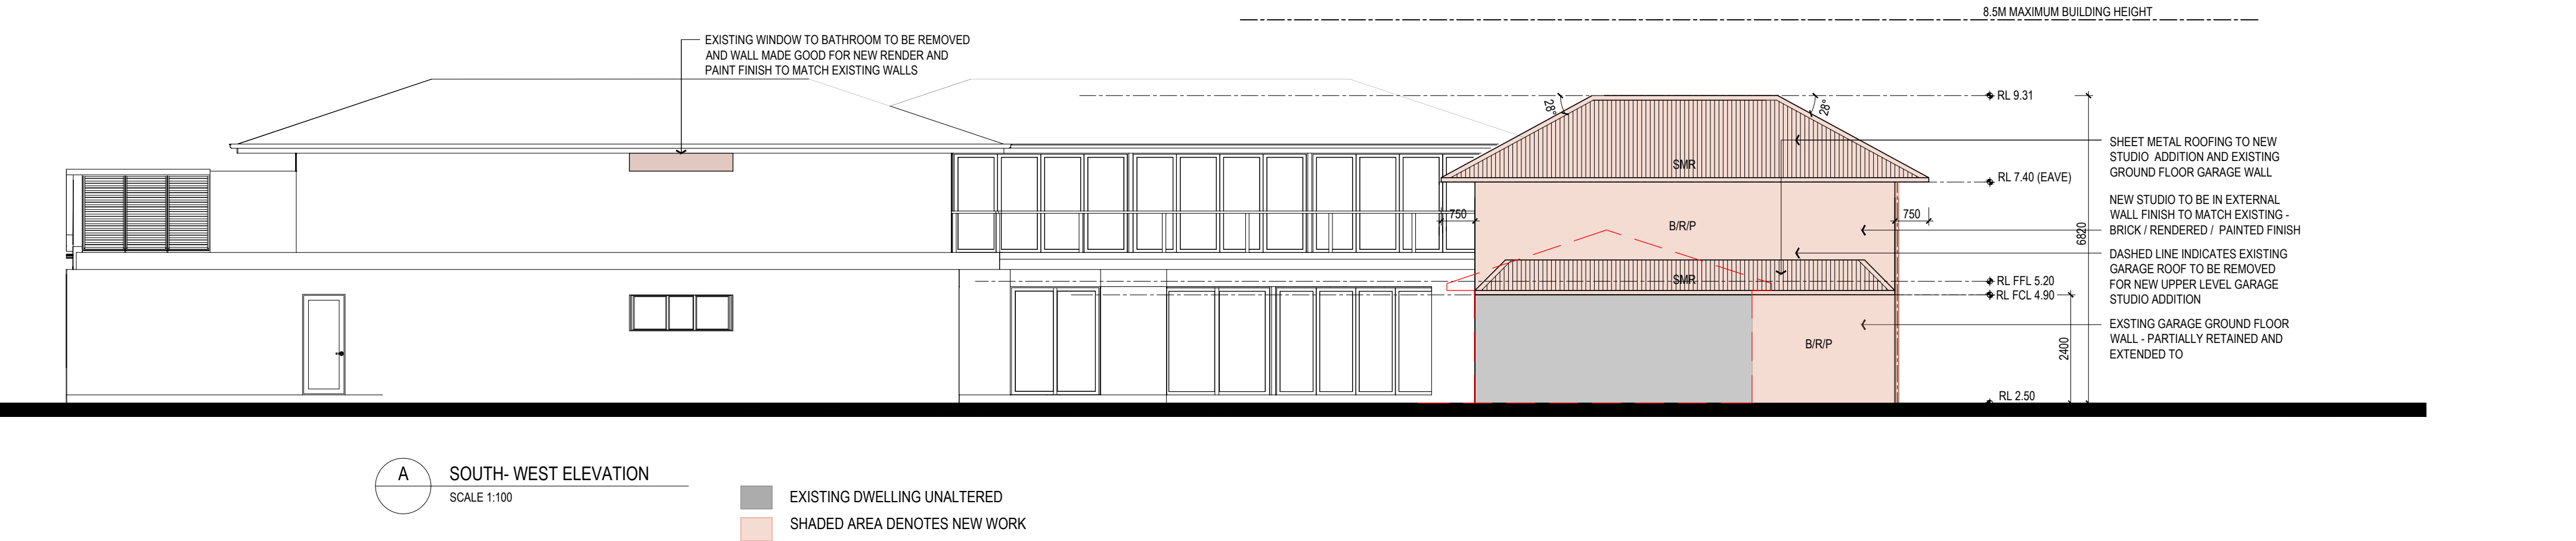 8.5M MAXIMUM BUILDING HEIGHT
EXISTING WINDOW TO BATHROOM TO BE REMOVED
AND WALL MADE GOOD FOR NEW RENDER AND
PAINT FINISH TO MATCH EXISTING WALLS
28°
28°
RL 9.31
SHEET METAL ROOFING TO NEW
STUDIO ADDITION AND EXISTING
GROUND FLOOR GARAGE WALL
SMR
RL 7.40 (EAVE)
NEW STUDIO TO BE IN EXTERNAL
WALL FINISH TO MATCH EXISTING -
BRICK / RENDERED / PAINTED FINISH
750
750
B/R/P
6820
DASHED LINE INDICATES EXISTING
GARAGE ROOF TO BE REMOVED
FOR NEW UPPER LEVEL GARAGE
STUDIO ADDITION
SMR
RL FFL 5.20
RL FCL 4.90
EXSTING GARAGE GROUND FLOOR
WALL - PARTIALLY RETAINED AND
EXTENDED TO
B/R/P
2400
RL 2.50
A
SOUTH- WEST ELEVATION
SCALE 1:100
EXISTING DWELLING UNALTERED
SHADED AREA DENOTES NEW WORK